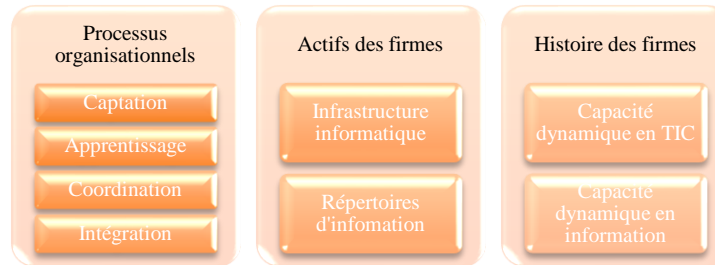 Processus
organisationnels
Captation
Apprentissage
Coordination
Intégration
Actifs des firmes
Infrastructure
informatique
Répertoires
d'infomation
Histoire des firmes
Capacité
dynamique en TIC
Capacité
dynamique en
information